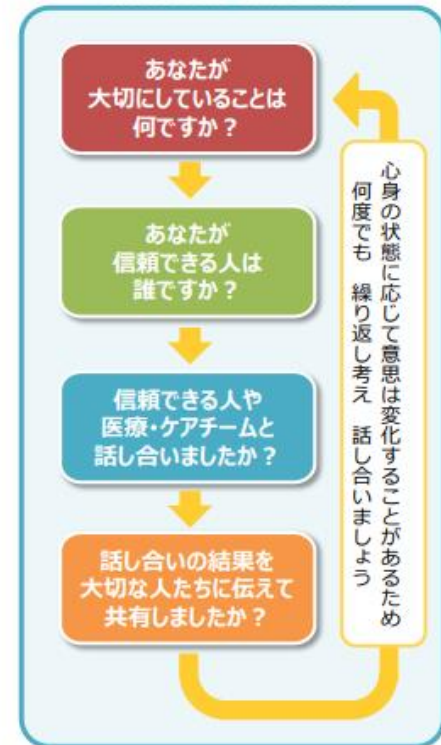 あなたが
大切にしていることは
何ですか？
あなたが
信頼できる人は
誰ですか？
信頼できる人や
医療・ケアチームと
話し合いましたか？
話し合いの結果を
大切な人たちに伝えて
共有しましたか？
心身の状態に応じて意思は変化することがあるため
何度でも　繰り返し考え　話し合いましょう